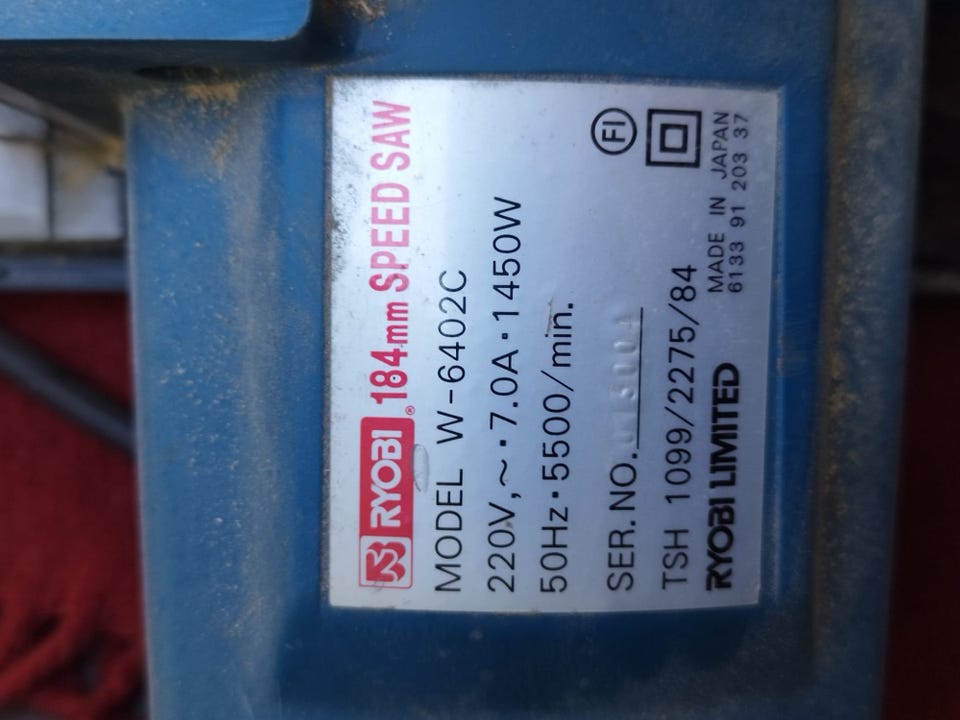 RYOBI® 184mm SPEED SAW
MODEL W-6402C
220V,~・7.0A・1450W
50Hz・5500/min.
SER.NO.
TSH 1099/2275/84
RYOBI LIMITED
FI
MADE IN JAPAN
6133 91 203 37